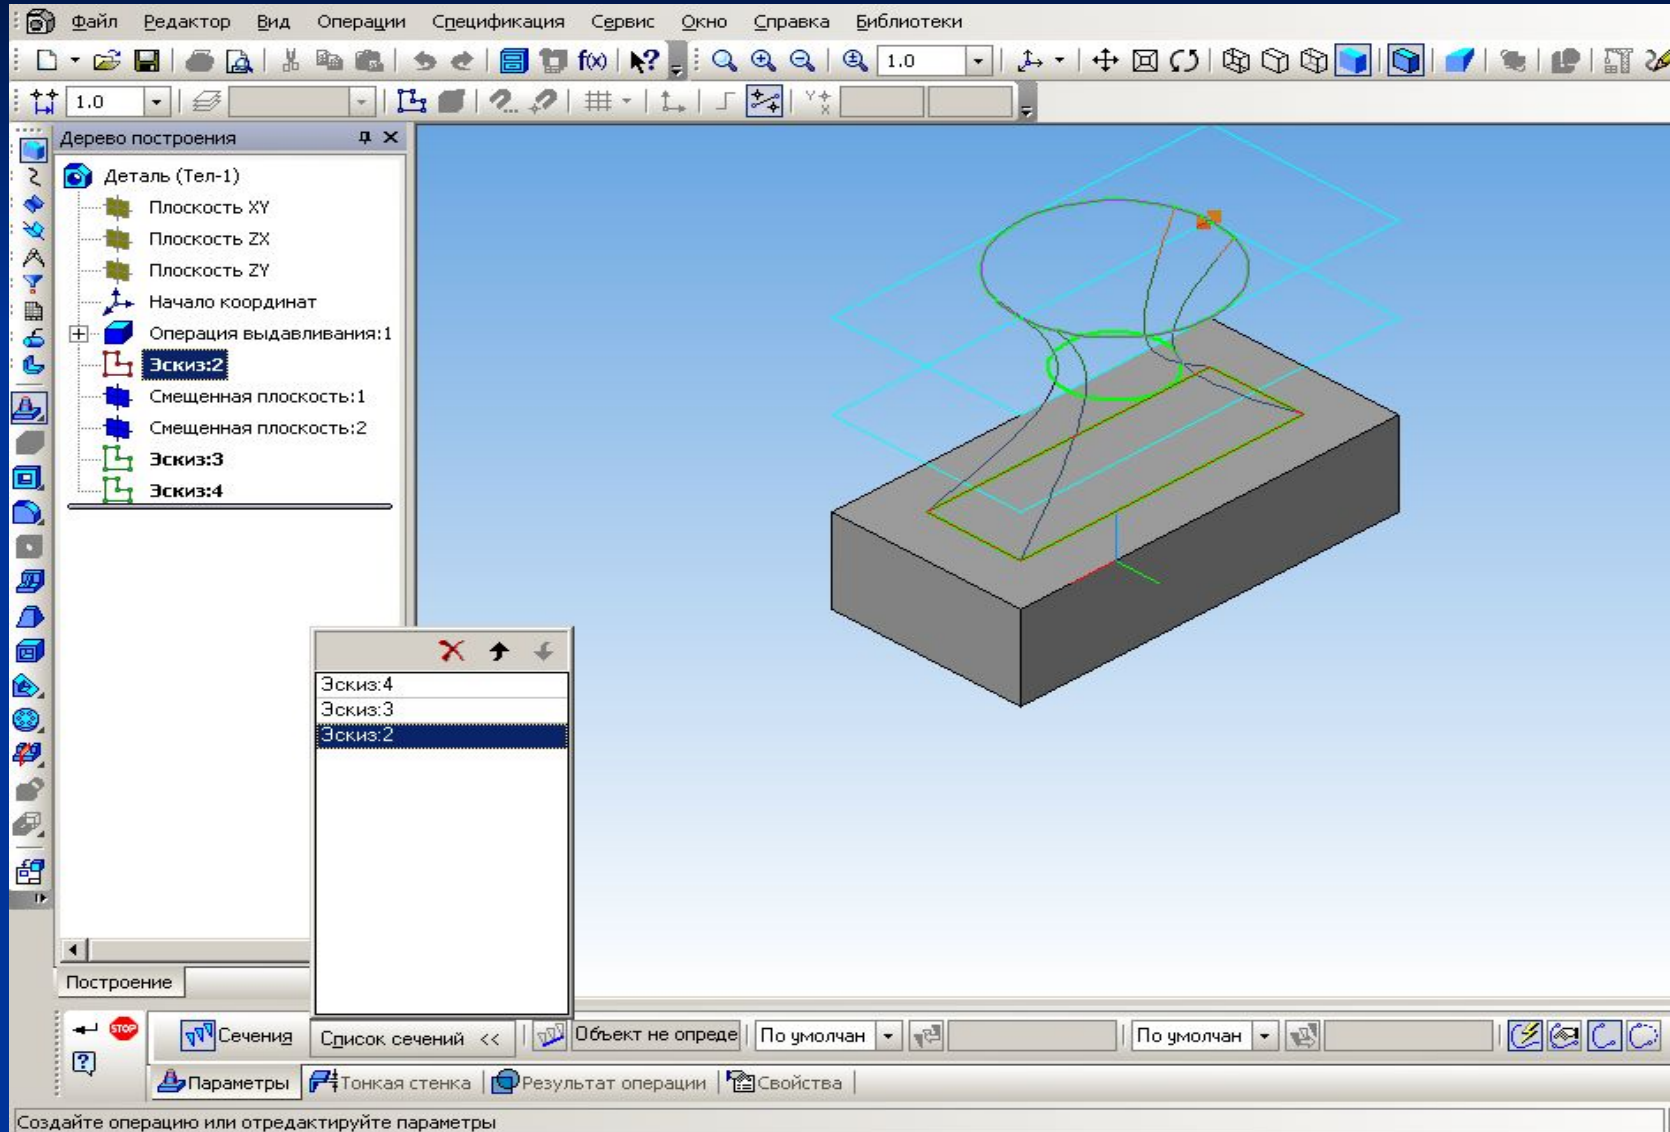 Файл Редактор Вид Операции Спецификация Сервис Окно Справка Библиотеки
f(x) 1.0
1.0
Дерево построения
Деталь (Тел-1)
Плоскость XY
Плоскость ZX
Плоскость ZY
Начало координат
Операция выдавливания:1
Эскиз:2
Смещенная плоскость:1
Смещенная плоскость:2
Эскиз:3
Эскиз:4
Эскиз:4
Эскиз:3
Эскиз:2
Построение
STOP Сечения Список сечений << Объект не опреде По умолчан По умолчан
Параметры Тонкая стенка Результат операции Свойства
Создайте операцию или отредактируйте параметры